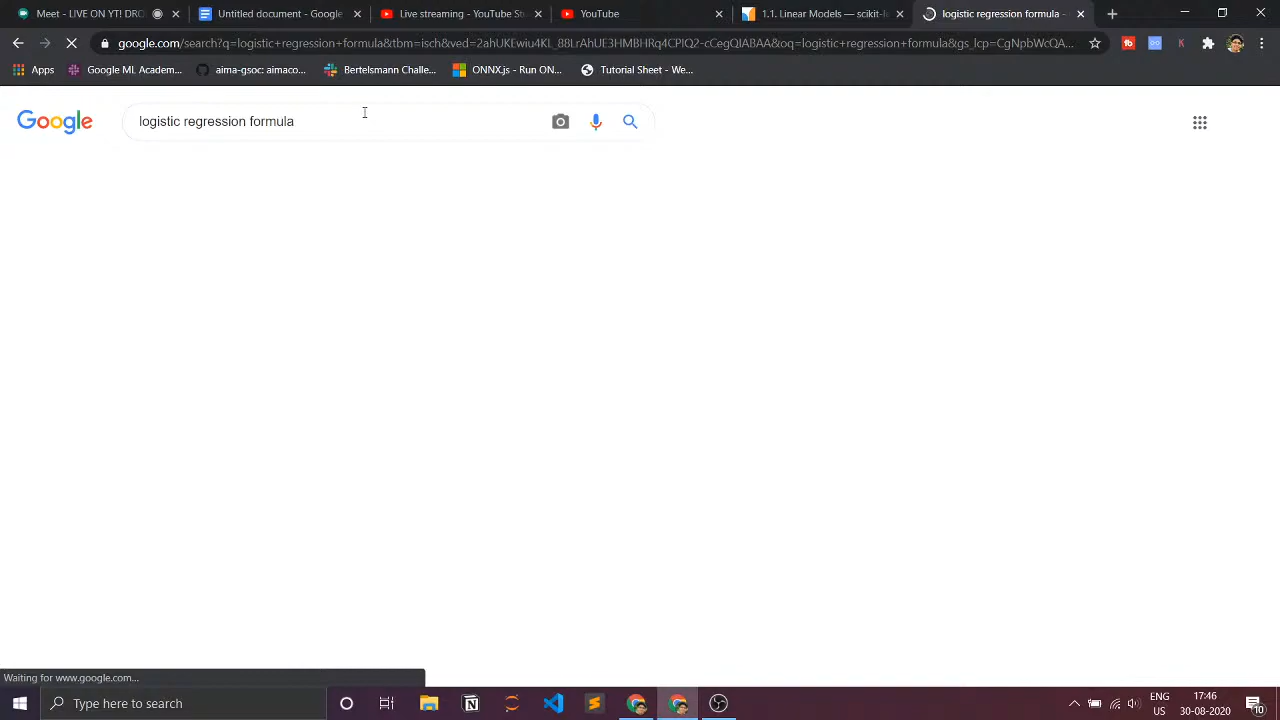 Meet - LIVE ON YT! DRO
Untitled document - Google
Live streaming - YouTube Stu
YouTube
1.1. Linear Models — scikit-le
logistic regression formula -
google.com/search?q=logistic+regression+formula&tbm=isch&ved=2ahUKEwiu4KL_88LrAhUE3HMBHRq4CPIQ2-cCegQIABAA&oq=logistic+regression+formula&gs_lcp=CgNpbWcQA...
Apps
Google ML Academ...
aima-gsoc: aimaco...
Bertelsmann Challe...
ONNX.js - Run ON...
Tutorial Sheet - We...
Google
logistic regression formula
Waiting for www.google.com...
Type here to search
ENG
US
17:46
30-08-2020